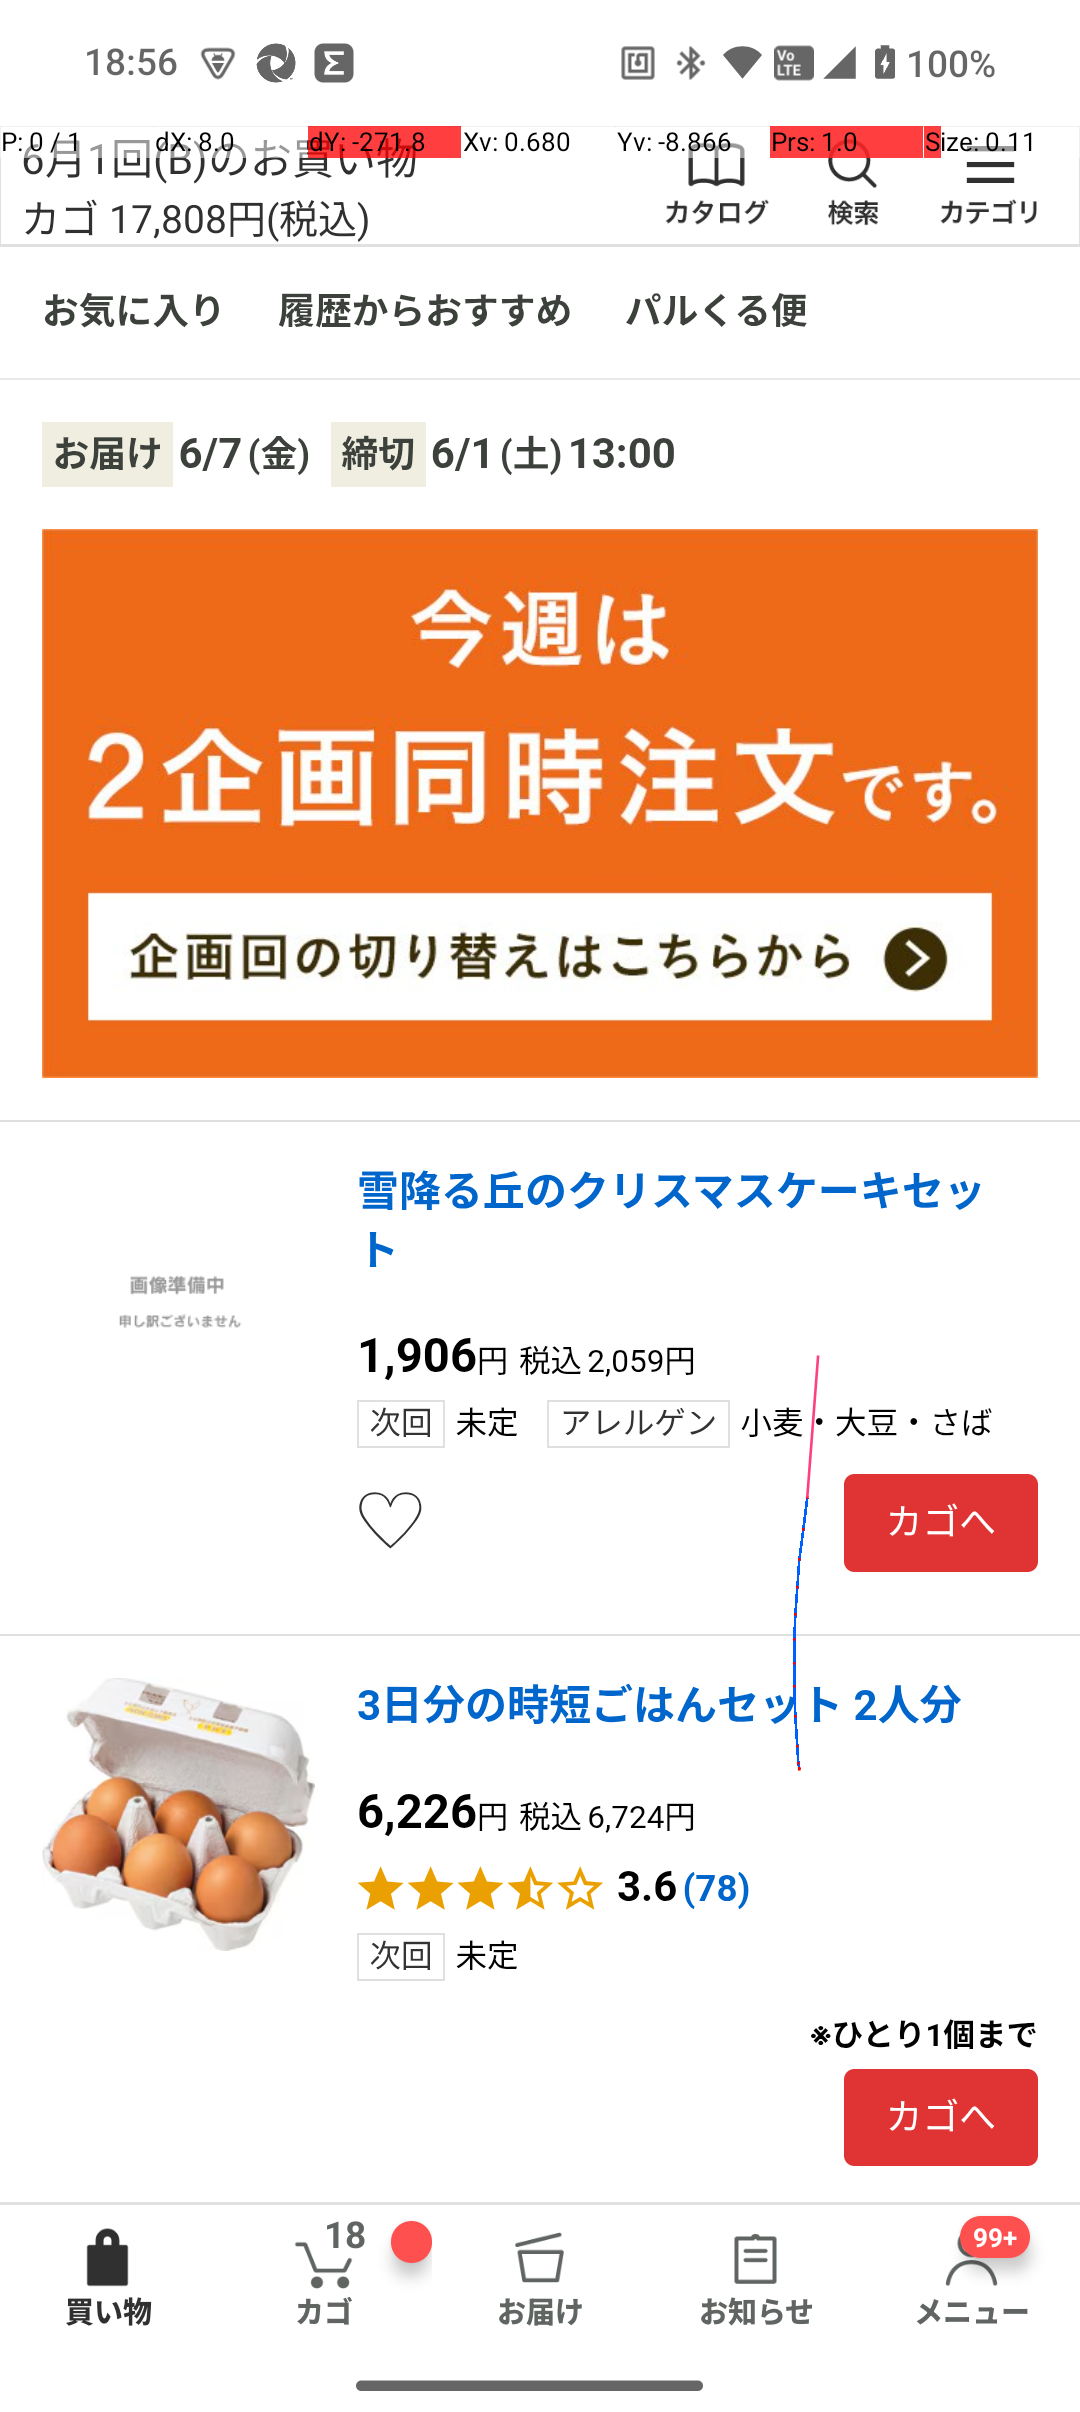 18:56
100%
P: 0 / 1 dX: 8.0 dY: -271.8 Xv: 0.680 Yv: -8.866 Prs: 1.0 Size: 0.11
6月1回(B)のお買い物
カゴ 17,808円(税込)
カタログ 検索 カテゴリ
お気に入り 履歴からおすすめ パルくる便
お届け 6/7(金) 締切 6/1(土)13:00
今週は
2企画同時注文です。
企画回の切り替えはこちらから
画像準備中
申し訳ございません
雪降る丘のクリスマスケーキセッ
ト
1,906円 税込 2,059円
次回 未定 アレルゲン 小麦・大豆・さば
カゴへ
3日分の時短ごはんセット 2人分
6,226円 税込 6,724円
3.6 (78)
次回 未定
※ひとり1個まで
カゴへ
18
99+
買い物 カゴ お届け お知らせ メニュー